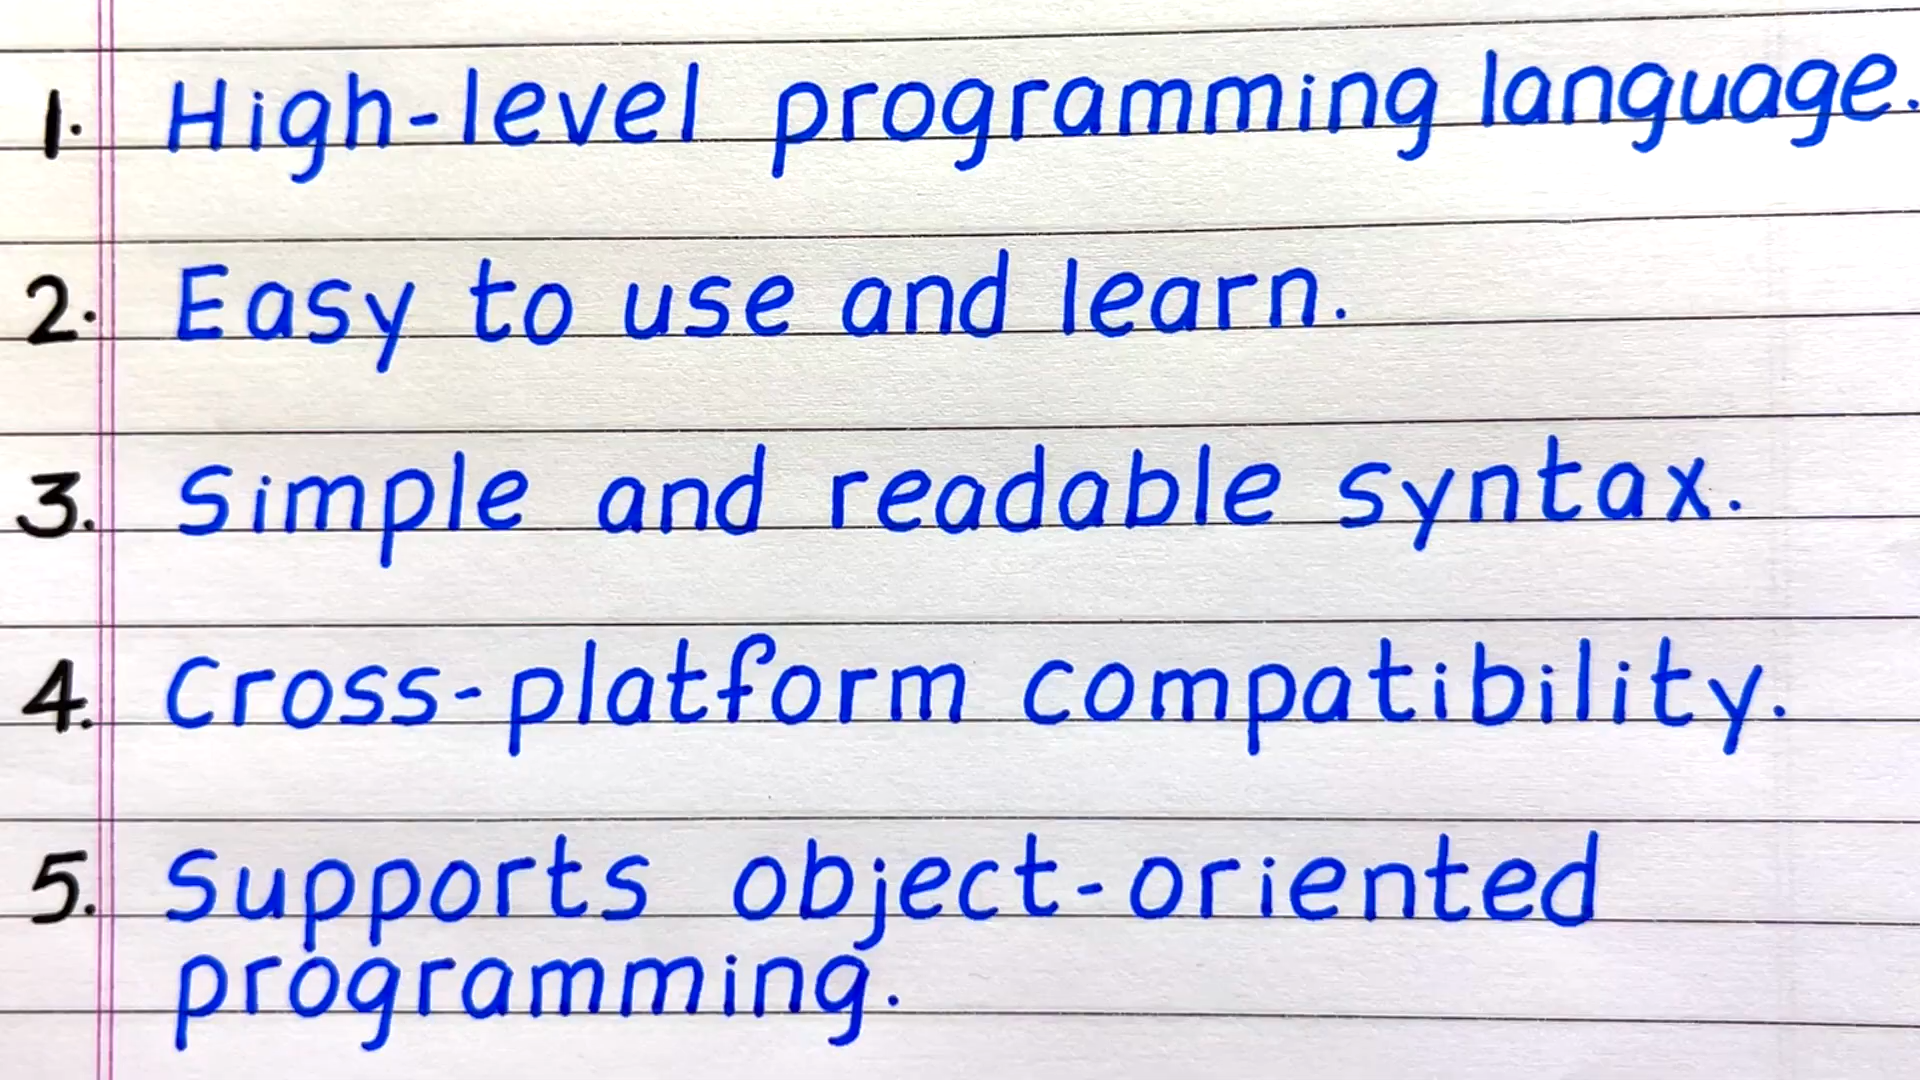 1. High-level programming language.
2. Easy to use and learn.
3. Simple and readable syntax.
4. Cross-platform compatibility.
5. Supports object-oriented
programming.